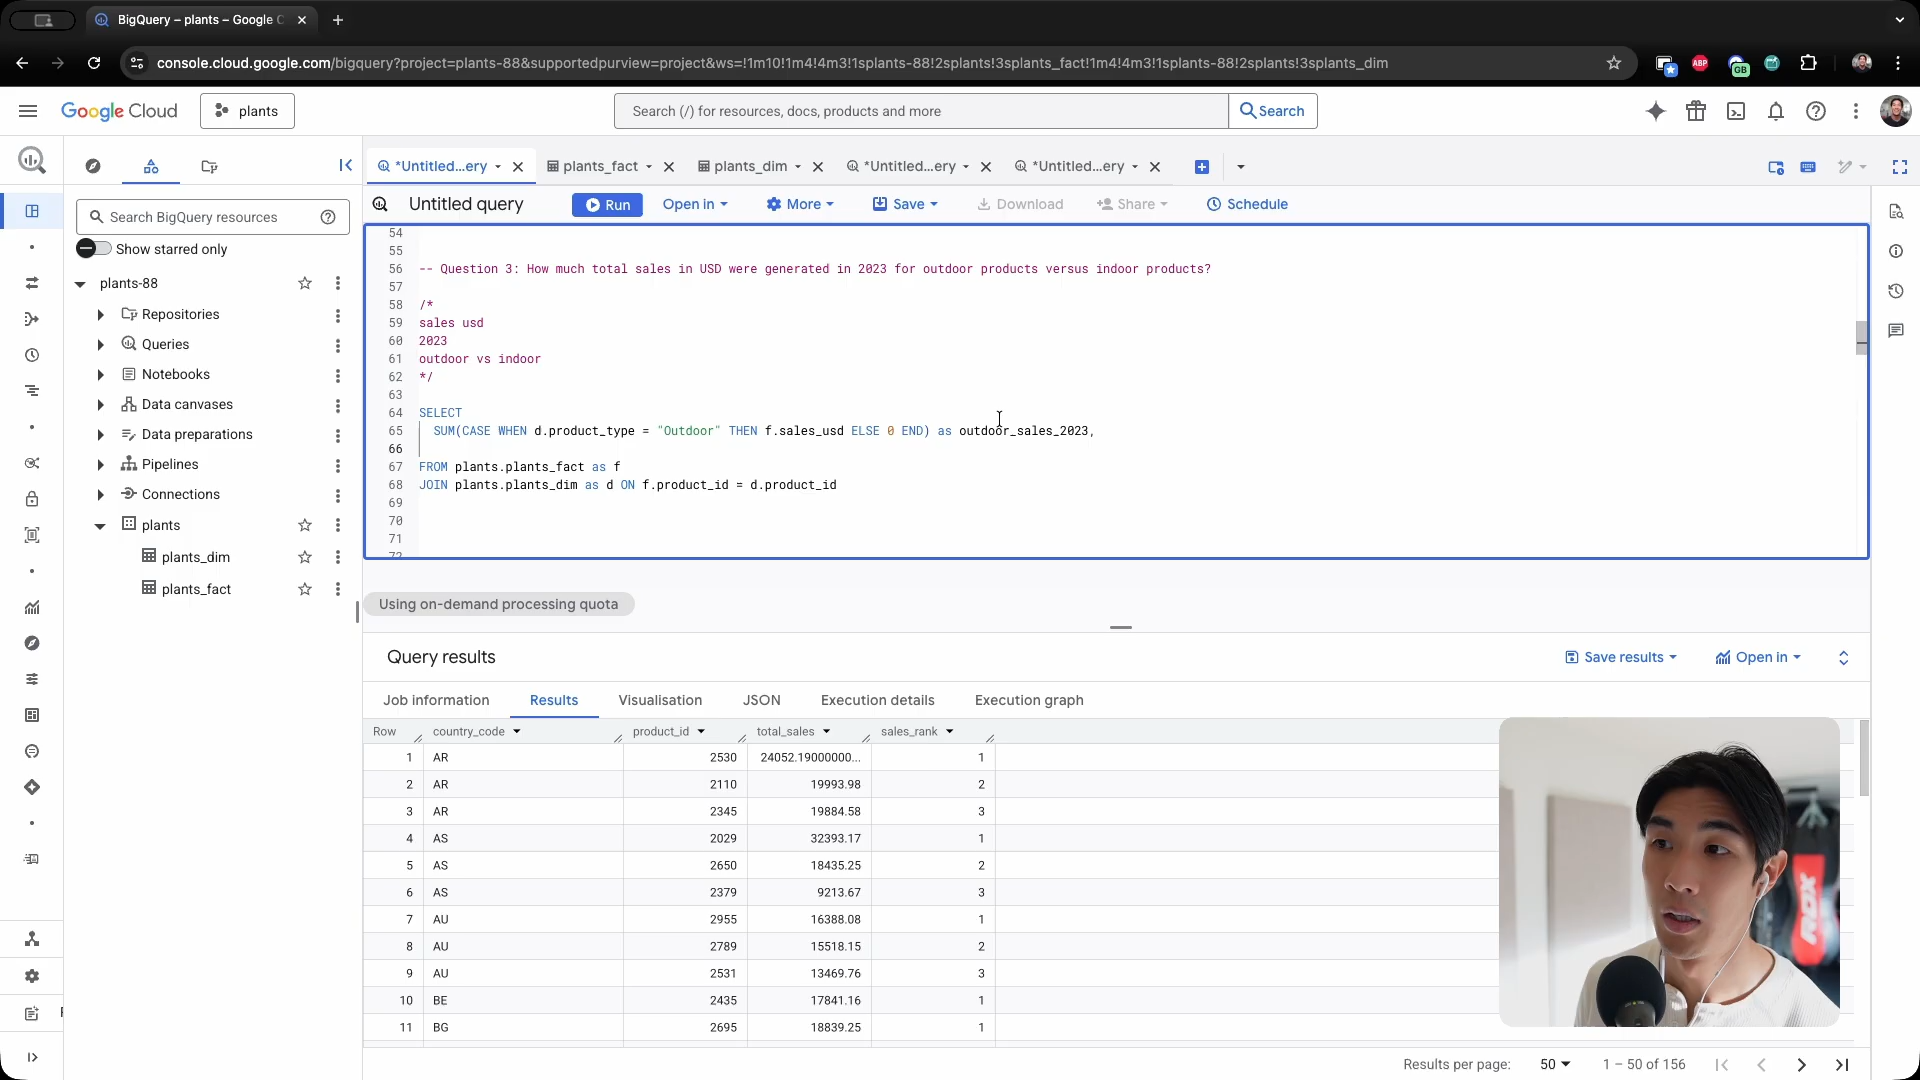 BigQuery – plants – Google C
console.cloud.google.com/bigquery?project=plants-88&supportedpurview=project&ws=!1m10!1m4!4m3!1splants-88!2splants!3splants_fact!1m4!4m3!1splants-88!2splants!3splants_dim
ABP
GB
Google Cloud
plants
Search (/) for resources, docs, products and more
Search
*Untitled...ery
plants_fact
plants_dim
*Untitled...ery
*Untitled...ery
Search BigQuery resources
Show starred only
plants-88
Repositories
Queries
Notebooks
Data canvases
Data preparations
Pipelines
Connections
plants
plants_dim
plants_fact
Untitled query
Run
Open in
More
Save
Download
Share
Schedule
54
55
56 -- Question 3: How much total sales in USD were generated in 2023 for outdoor products versus indoor products?
57
58 /*
59 sales usd
60 2023
61 outdoor vs indoor
62 */
63
64 SELECT
65 SUM(CASE WHEN d.product_type = "Outdoor" THEN f.sales_usd ELSE 0 END) as outdoor_sales_2023,
66
67 FROM plants.plants_fact as f
68 JOIN plants.plants_dim as d ON f.product_id = d.product_id
69
70
71
72
Using on-demand processing quota
Query results
Save results
Open in
Job information
Results
Visualisation
JSON
Execution details
Execution graph
Row country_code product_id total_sales sales_rank
1 AR 2530 24052.19000000... 1
2 AR 2110 19993.98 2
3 AR 2345 19884.58 3
4 AS 2029 32393.17 1
5 AS 2650 18435.25 2
6 AS 2379 9213.67 3
7 AU 2955 16388.08 1
8 AU 2789 15518.15 2
9 AU 2531 13469.76 3
10 BE 2435 17841.16 1
11 BG 2695 18839.25 1
Results per page: 50 1 – 50 of 156
RDX